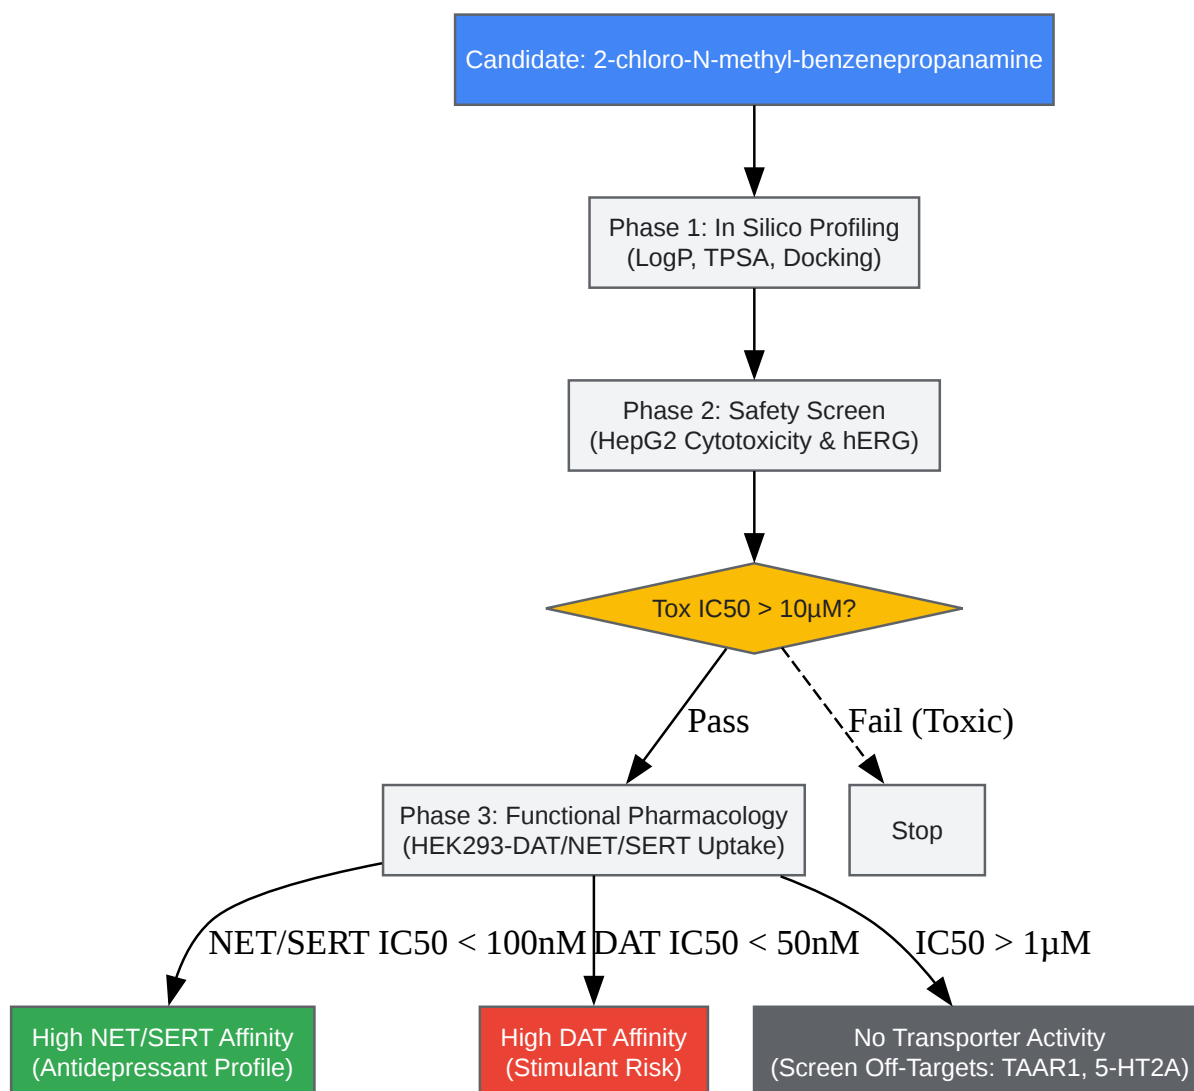 Candidate: 2-chloro-N-methyl-benzenepropanamine
Phase 1: In Silico Profiling
(LogP, TPSA, Docking)
Phase 2: Safety Screen
(HepG2 Cytotoxicity & hERG)
Tox IC50 > 10µM?
Pass
Fail (Toxic)
Phase 3: Functional Pharmacology
(HEK293-DAT/NET/SERT Uptake)
Stop
NET/SERT IC50 < 100nM
DAT IC50 < 50nM
IC50 > 1µM
High NET/SERT Affinity
(Antidepressant Profile)
High DAT Affinity
(Stimulant Risk)
No Transporter Activity
(Screen Off-Targets: TAAR1, 5-HT2A)